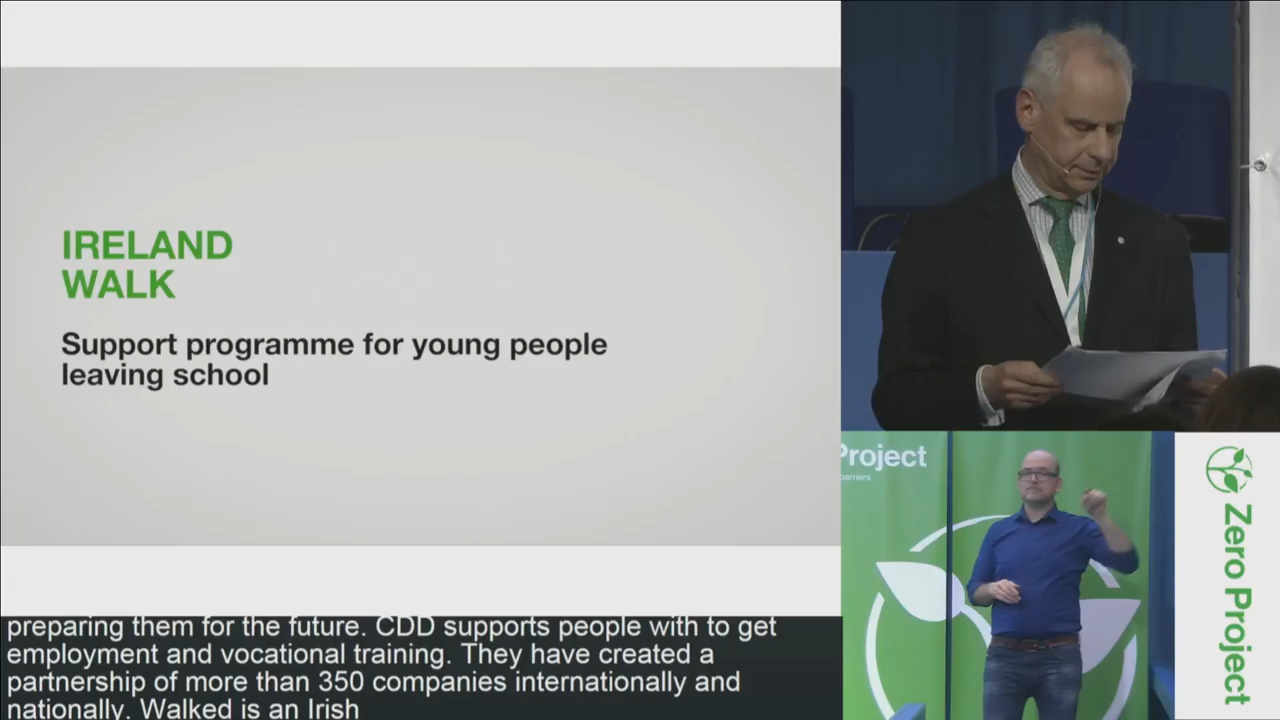 IRELAND
WALK
Support programme for young people
leaving school
preparing them for the future. CDD supports people with to get
employment and vocational training. They have created a
partnership of more than 350 companies internationally and
nationally. Walked is an Irish
Project
barriers
Zero Project